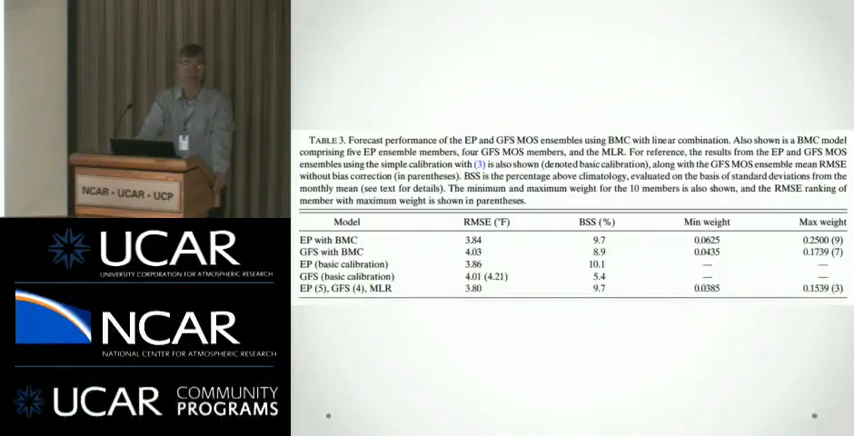 NCAR - UCAR - UCP
UCAR
UNIVERSITY CORPORATION FOR ATMOSPHERIC RESEARCH
NCAR
NATIONAL CENTER FOR ATMOSPHERIC RESEARCH
UCAR COMMUNITY PROGRAMS
TABLE 3. Forecast performance of the EP and GFS MOS ensembles using BMC with linear combination. Also shown is a BMC model
comprising five EP ensemble members, four GFS MOS members, and the MLR. For reference, the results from the EP and GFS MOS
ensembles using the simple calibration with (3) is also shown (denoted basic calibration), along with the GFS MOS ensemble mean RMSE
without bias correction (in parentheses). BSS is the percentage above climatology, evaluated on the basis of standard deviations from the
monthly mean (see text for details). The minimum and maximum weight for the 10 members is also shown, and the RMSE ranking of
member with maximum weight is shown in parentheses.
Model RMSE (°F) BSS (%) Min weight Max weight
EP with BMC 3.84 9.7 0.0625 0.2500 (9)
GFS with BMC 4.03 8.9 0.0435 0.1739 (7)
EP (basic calibration) 3.86 10.1 — —
GFS (basic calibration) 4.01 (4.21) 5.4 — —
EP (5), GFS (4), MLR 3.80 9.7 0.0385 0.1539 (3)